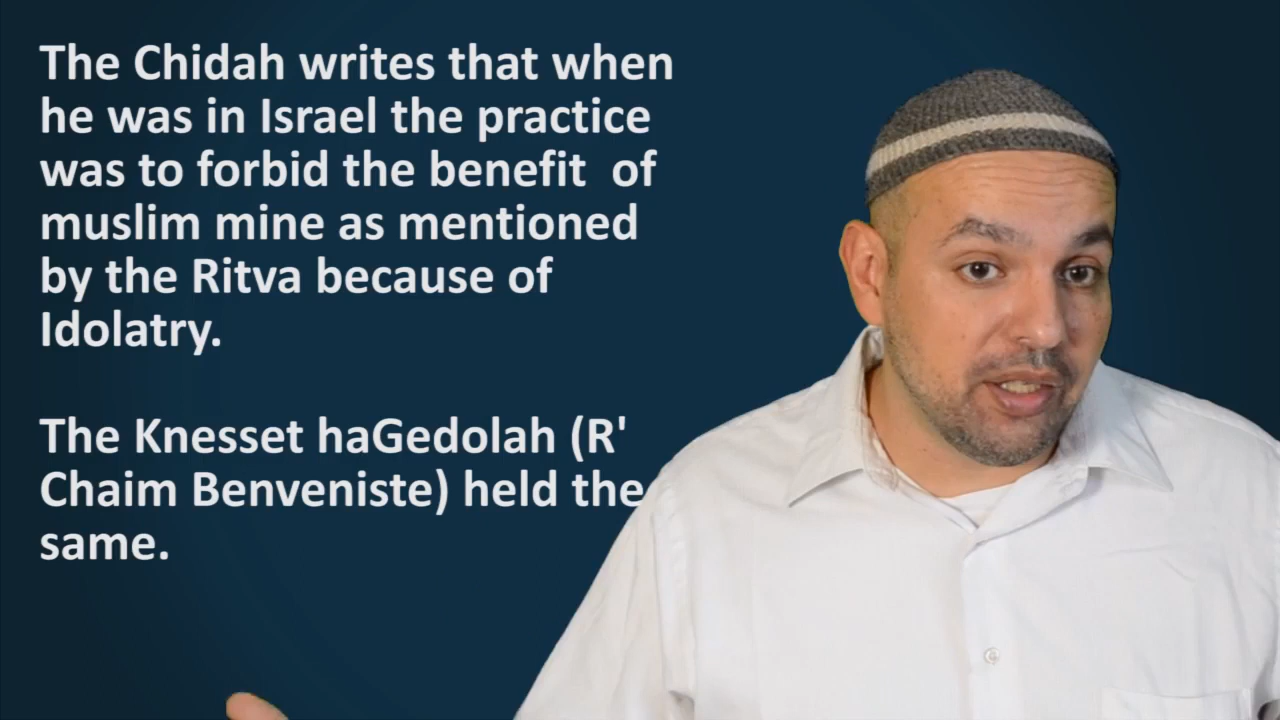 The Chidah writes that when
he was in Israel the practice
was to forbid the benefit  of
muslim mine as mentioned
by the Ritva because of
Idolatry.
The Knesset haGedolah (R'
Chaim Benveniste) held the
same.